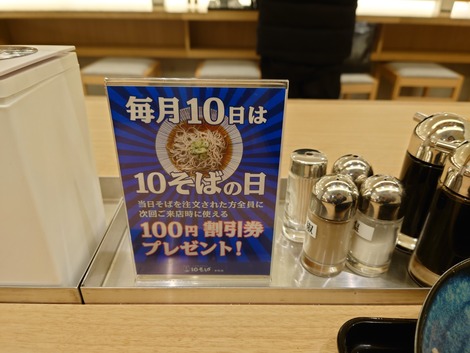 毎月10日は
10そばの日
当日そばを注文された方全員に
次回ご来店時に使える
100円 割引券
プレゼント!